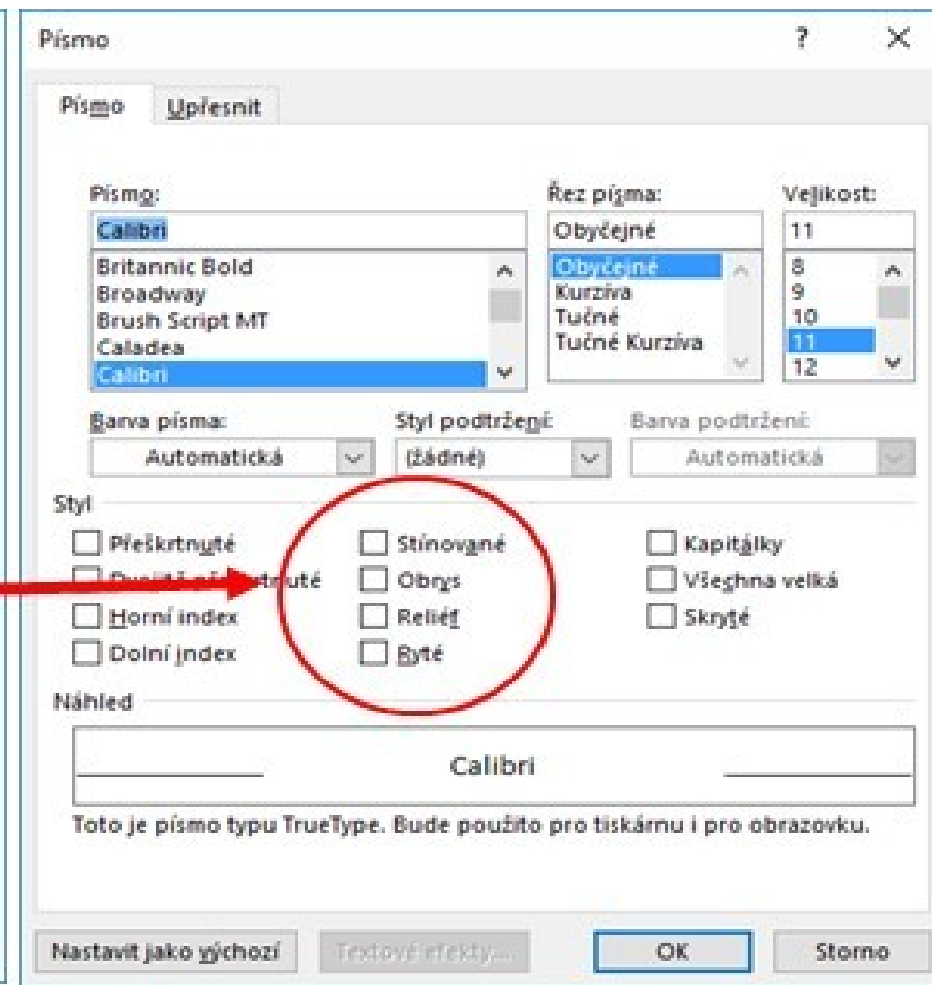 Písmo ?
Písmo Upřesnit
Písmo: Řez písma: Velikost:
Calibri Obyčejné 11
Britannic Bold Obyčejné 8
Broadway Kurzíva 9
Brush Script MT Tučné 10
Caladea Tučné Kurzíva 11
Calibri 12
Barva písma: Styl podtržení: Barva podtržení:
Automatická (žádné) Automatická
Styl
Přeškrtnuté Stínované Kapitálky
Obrys Všechna velká
Horní index Reliéf Skryté
Dolní index Ryté
Náhled
Calibri
Toto je písmo typu TrueType. Bude použito pro tiskárnu i pro obrazovku.
Nastavit jako výchozí Textové efekty... OK Storno